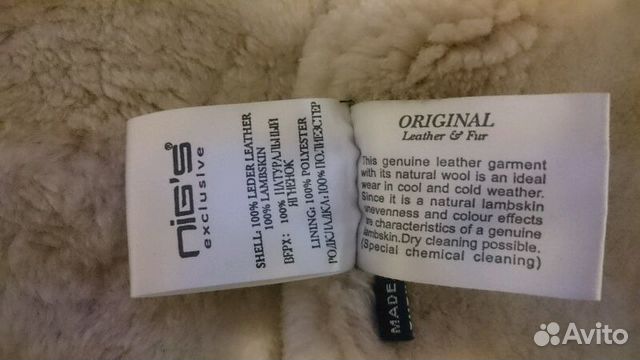 niG'S
exclusive
SHELL: 100% LEDER LEATHER
100% LAMBSKIN
ВЕРХ: 100% НАТУРАЛЬНЫЙ
ЯГНЕНОК
LINING: 100% POLYESTER
РОДКЛАДКА: 100% ПОЛИЭСТЕР
ORIGINAL
Leather & Fur
This genuine leather garment
with its natural wool is an ideal
wear in cool and cold weather.
Since it is a natural lambskin
unevenness and colour effects
are characteristics of a genuine
lambskin.Dry cleaning possible.
(Special chemical cleaning)
MADE
Avito